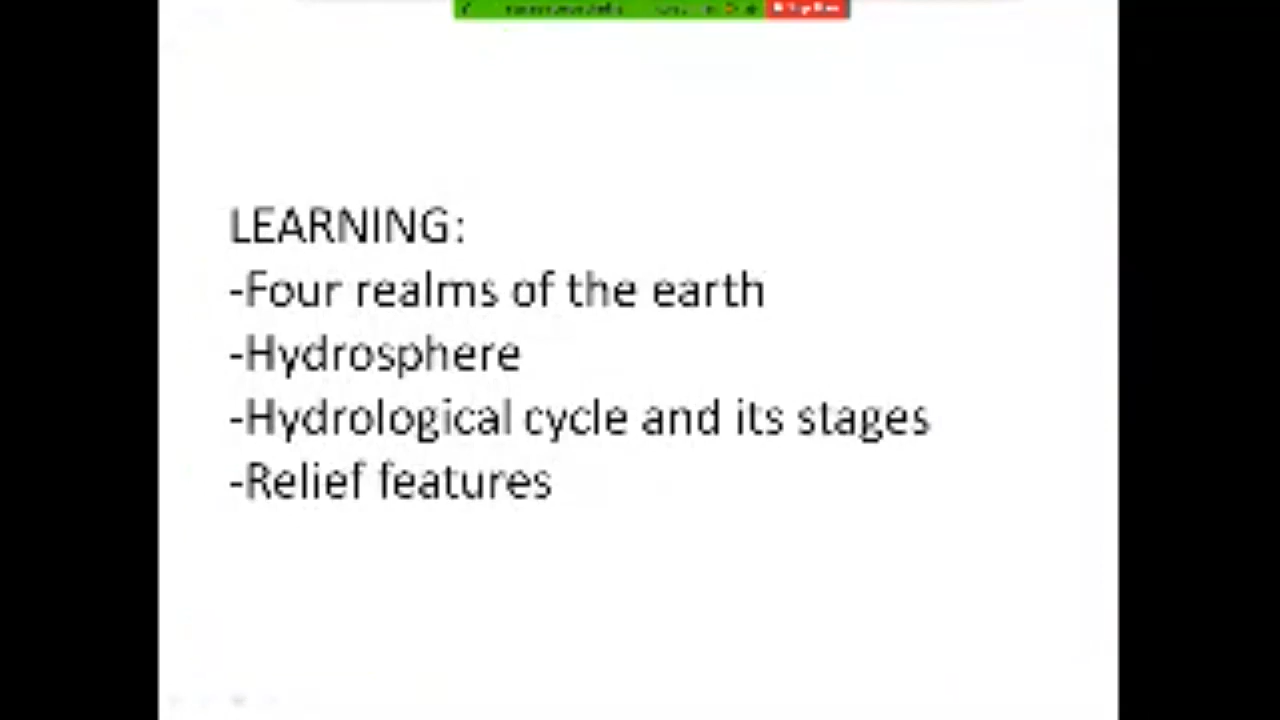 LEARNING:
-Four realms of the earth
-Hydrosphere
-Hydrological cycle and its stages
-Relief features